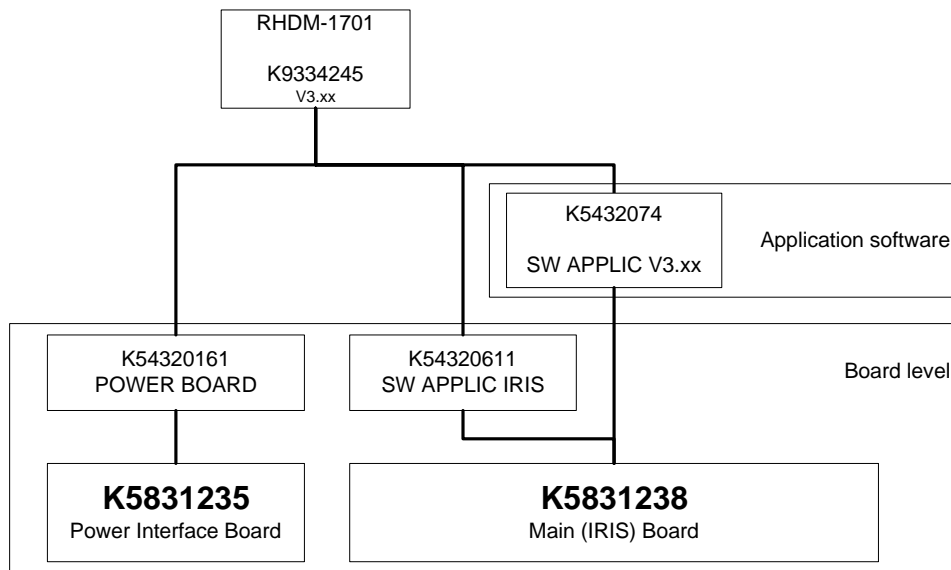 RHDM-1701
K9334245
V3.xx
K5432074
SW APPLIC V3.xx
Application software
K54320161
POWER BOARD
K54320611
SW APPLIC IRIS
Board level
K5831235
Power Interface Board
K5831238
Main (IRIS) Board